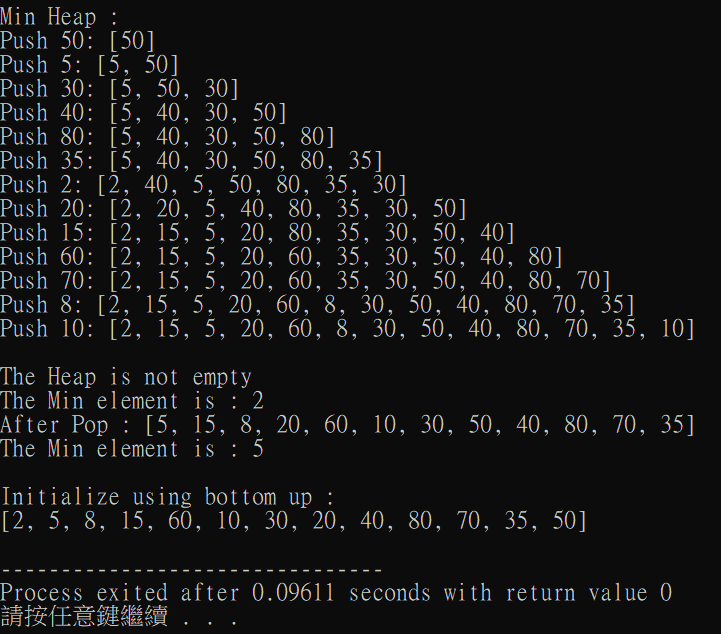 Min Heap :
Push 50: [50]
Push 5: [5, 50]
Push 30: [5, 50, 30]
Push 40: [5, 40, 30, 50]
Push 80: [5, 40, 30, 50, 80]
Push 35: [5, 40, 30, 50, 80, 35]
Push 2: [2, 40, 5, 50, 80, 35, 30]
Push 20: [2, 20, 5, 40, 80, 35, 30, 50]
Push 15: [2, 15, 5, 20, 80, 35, 30, 50, 40]
Push 60: [2, 15, 5, 20, 60, 35, 30, 50, 40, 80]
Push 70: [2, 15, 5, 20, 60, 35, 30, 50, 40, 80, 70]
Push 8: [2, 15, 5, 20, 60, 8, 30, 50, 40, 80, 70, 35]
Push 10: [2, 15, 5, 20, 60, 8, 30, 50, 40, 80, 70, 35, 10]
The Heap is not empty
The Min element is : 2
After Pop : [5, 15, 8, 20, 60, 10, 30, 50, 40, 80, 70, 35]
The Min element is : 5
Initialize using bottom up :
[2, 5, 8, 15, 60, 10, 30, 20, 40, 80, 70, 35, 50]
--------------------------------
Process exited after 0.09611 seconds with return value 0
請按任意鍵繼續 . . .